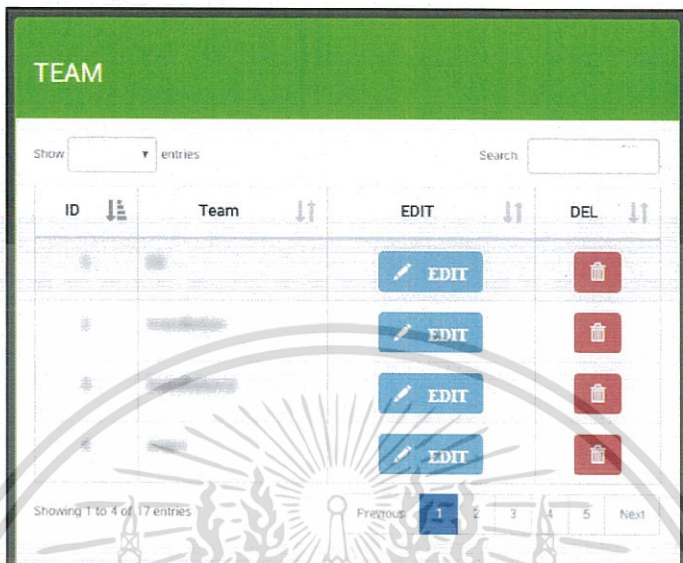 TEAM
Show entries Search
ID Team EDIT DEL
EDIT
EDIT
EDIT
EDIT
Showing 1 to 4 of 17 entries Previous 1 2 3 4 5 Next